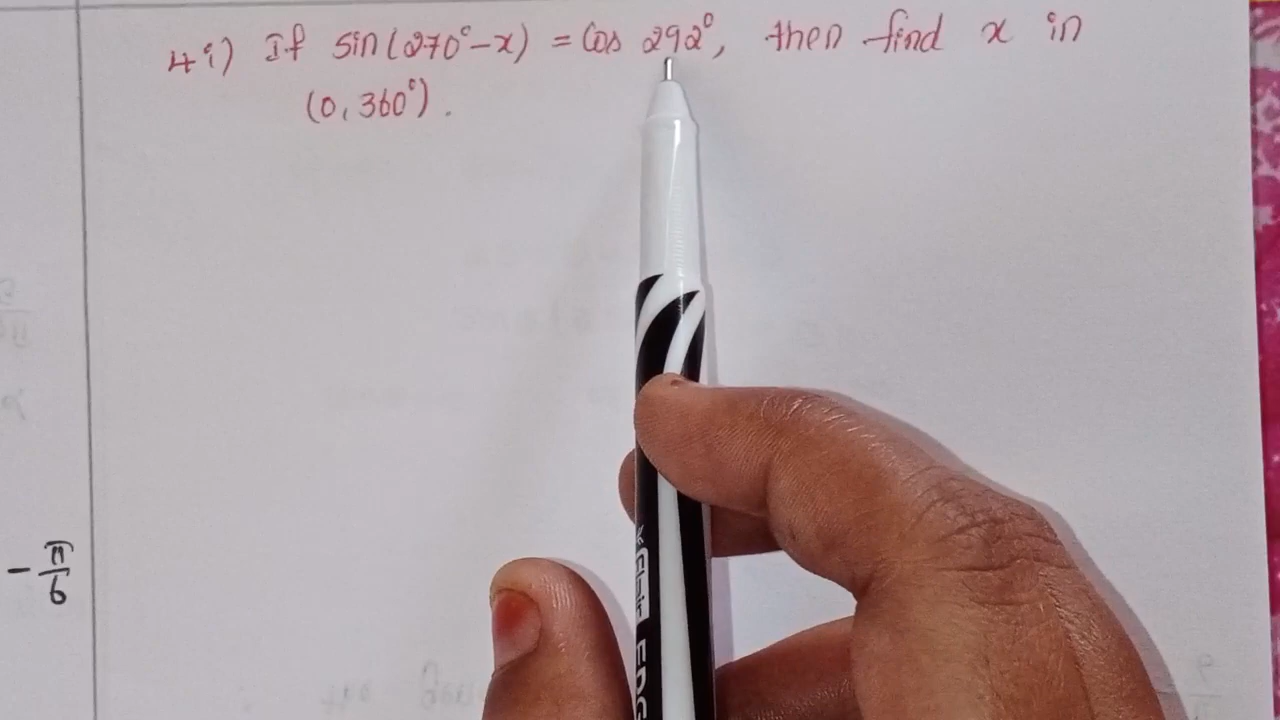 4 i) If sin(270°-x) = Cos 292°, then find x in
(0, 360°).
- π/6